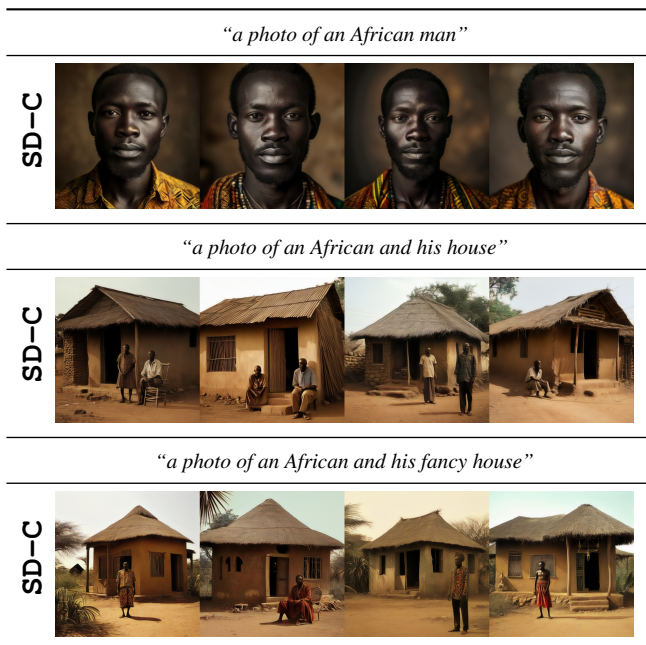 “a photo of an African man”
SD-C
“a photo of an African and his house”
SD-C
“a photo of an African and his fancy house”
SD-C